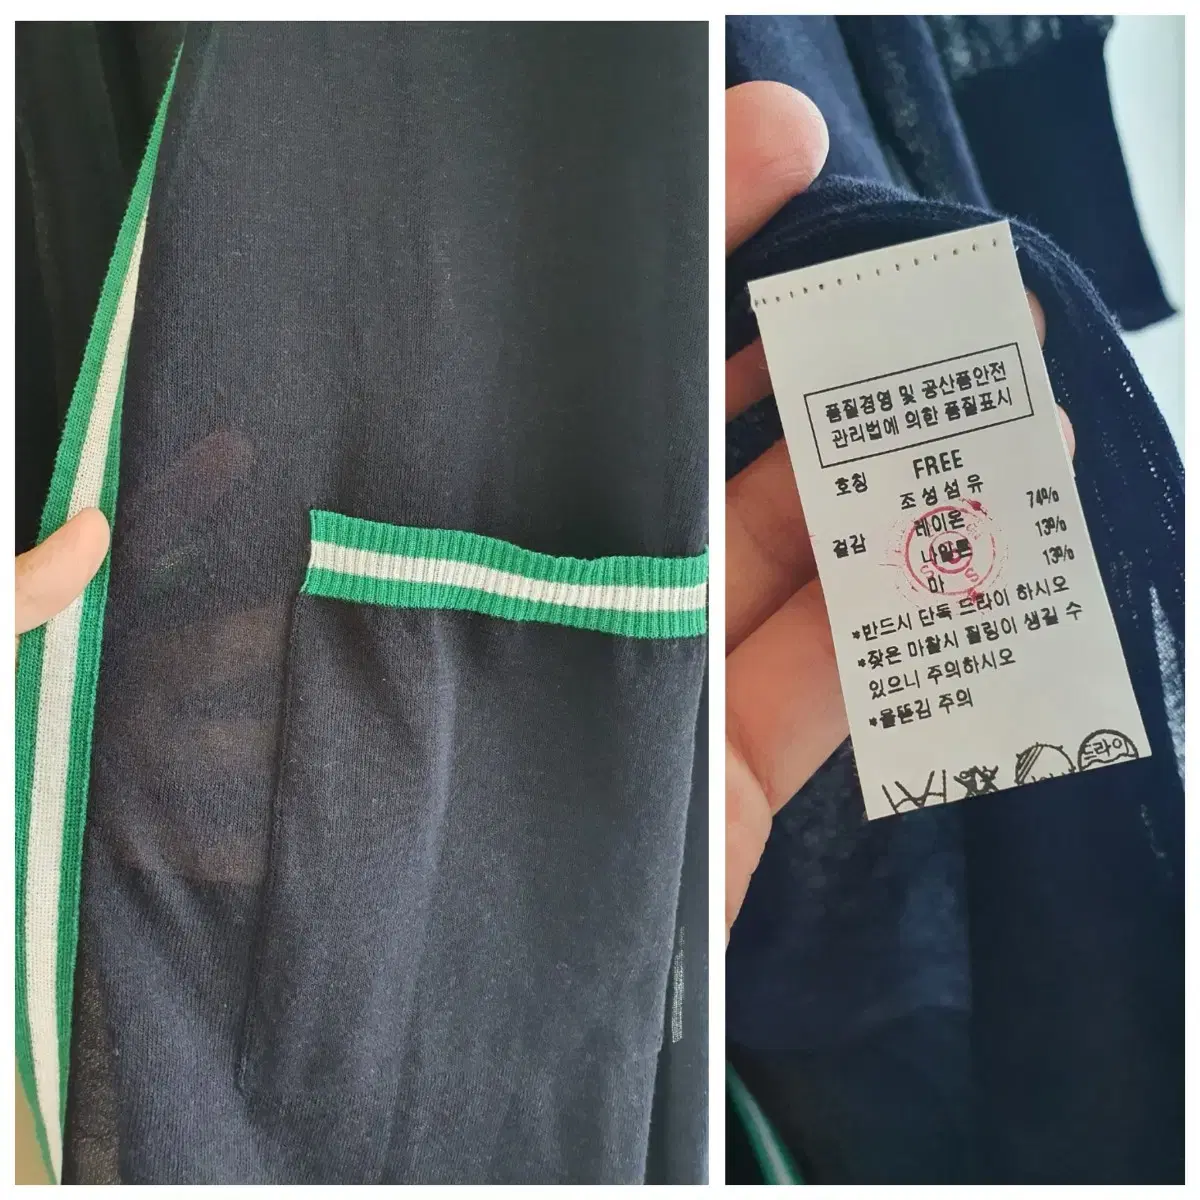 품질경영 및 공산품안전
관리법에 의한 품질표시
호칭 FREE
조성섬유
겉감 레이온 74%
나일론 13%
마 13%
*반드시 단독 드라이 하시오
*잦은 마찰시 필링이 생길 수
있으니 주의하시오
*올뜯김 주의
드라이